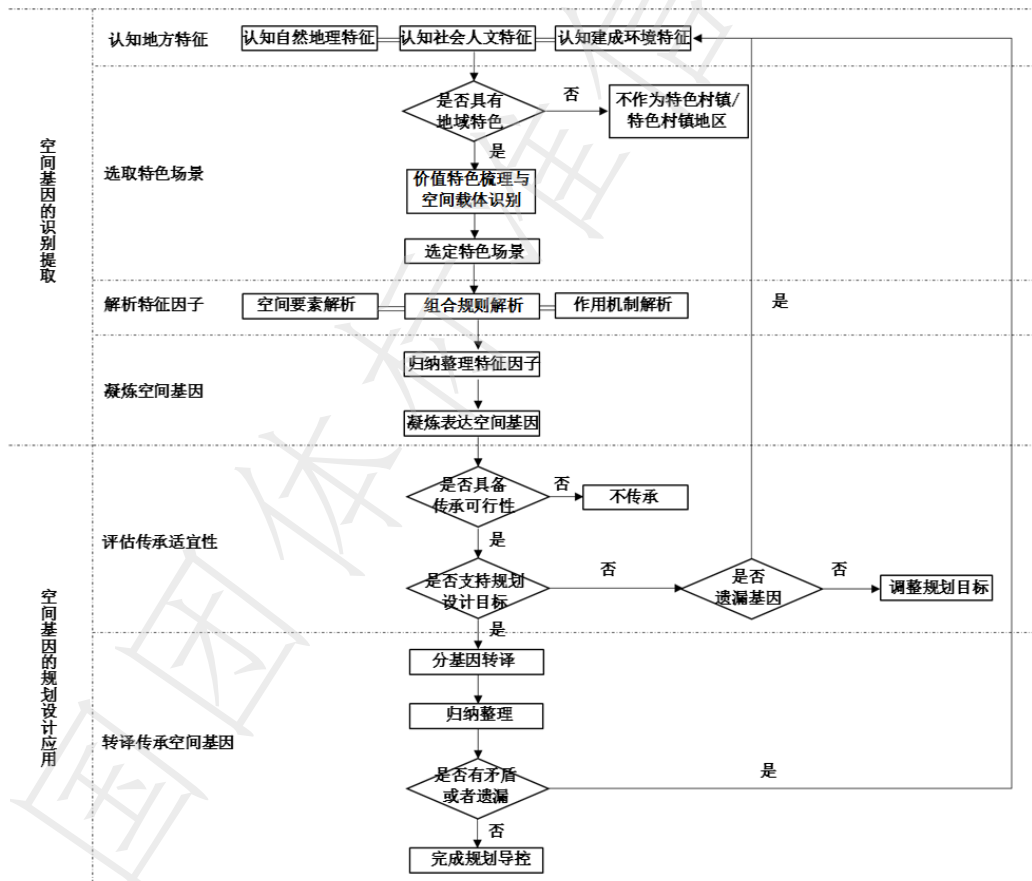 认知地方特征
认知自然地理特征
认知社会人文特征
认知建成环境特征
空间基因的识别提取
选取特色场景
是否具有
地域特色
否
不作为特色村镇/
特色村镇地区
是
价值特色梳理与
空间载体识别
选定特色场景
解析特征因子
空间要素解析
组合规则解析
作用机制解析
是
凝炼空间基因
归纳整理特征因子
凝炼表达空间基因
空间基因的规划设计应用
评估传承适宜性
是否具备
传承可行性
否
不传承
是
是否支持规划
设计目标
否
是否
遗漏基因
否
调整规划目标
是
转译传承空间基因
分基因转译
归纳整理
是否有矛盾
或者遗漏
是
否
完成规划导控
国团体标准信